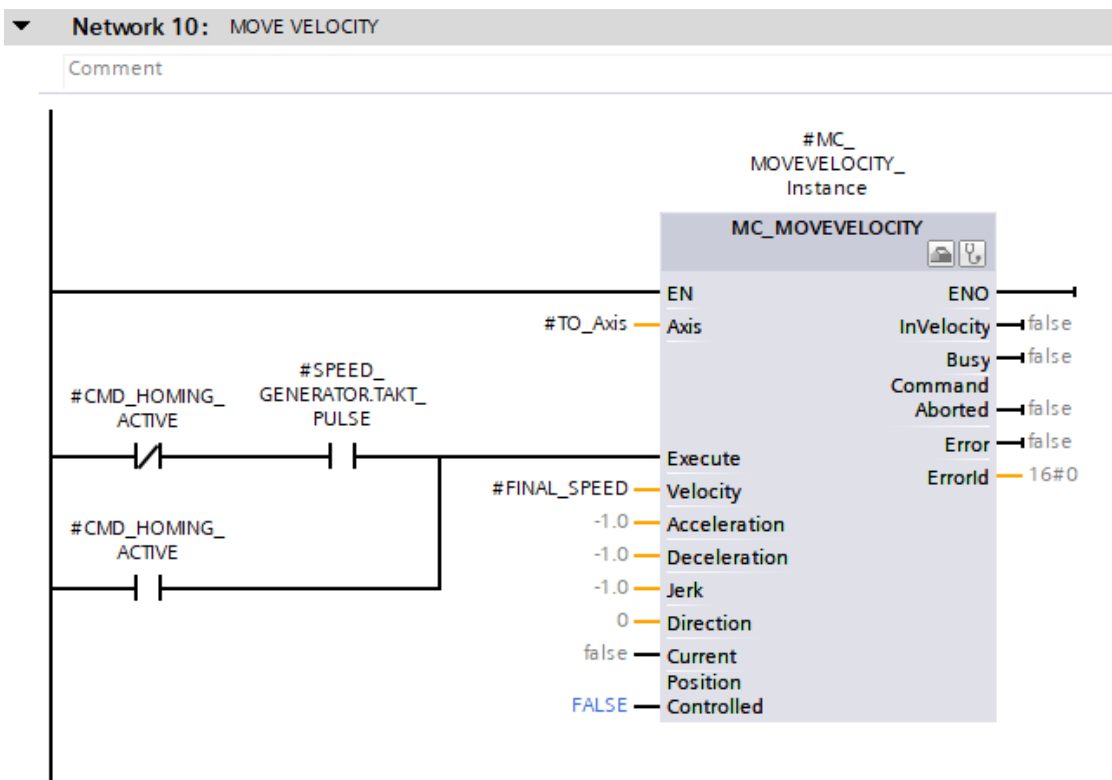 Network 10: MOVE VELOCITY
Comment
#MC_
MOVEVELOCITY_
Instance
MC_MOVEVELOCITY
EN ENO
#TO_Axis Axis InVelocity false
Busy false
Command
Aborted false
Error false
ErrorId 16#0
#CMD_HOMING_
ACTIVE
#SPEED_
GENERATOR.TAKT_
PULSE
Execute
#FINAL_SPEED Velocity
-1.0 Acceleration
#CMD_HOMING_
ACTIVE
-1.0 Deceleration
-1.0 Jerk
0 Direction
false Current
Position
FALSE Controlled